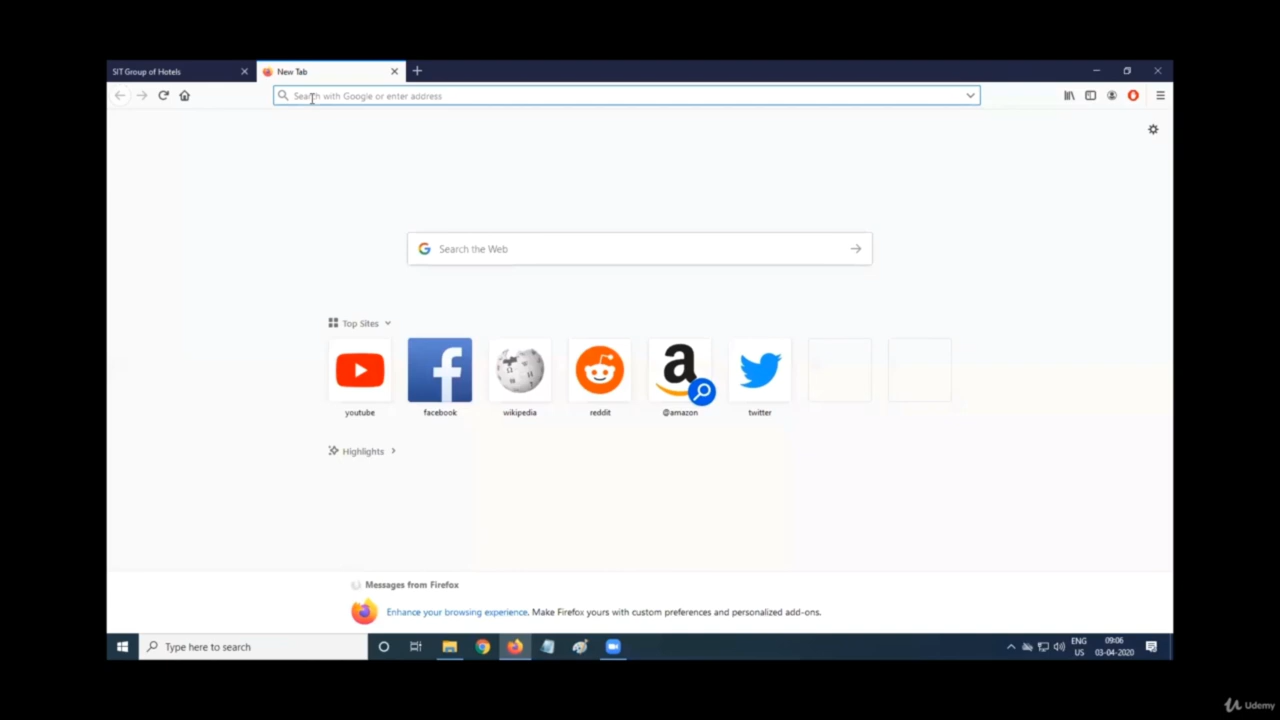 SIT Group of Hotels
New Tab
Search with Google or enter address
Search the Web
Top Sites
youtube
facebook
wikipedia
reddit
@amazon
twitter
Highlights
Messages from Firefox
Enhance your browsing experience. Make Firefox yours with custom preferences and personalized add-ons.
Type here to search
ENG
US
09:06
03-04-2020
Udemy